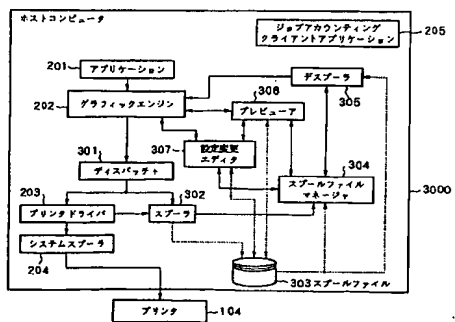 ホストコンピュータ
ジョブアカウンティング
クライアントアプリケーション
205
201
アプリケーション
デスプーラ
202
グラフィックエンジン
306
プレビューア
305
301
307
設定変更
エディタ
ディスパッチャ
304
スプールファイル
マネージャ
203
302
プリンタドライバ
スプーラ
3000
システムスプーラ
204
303 スプールファイル
プリンタ
104